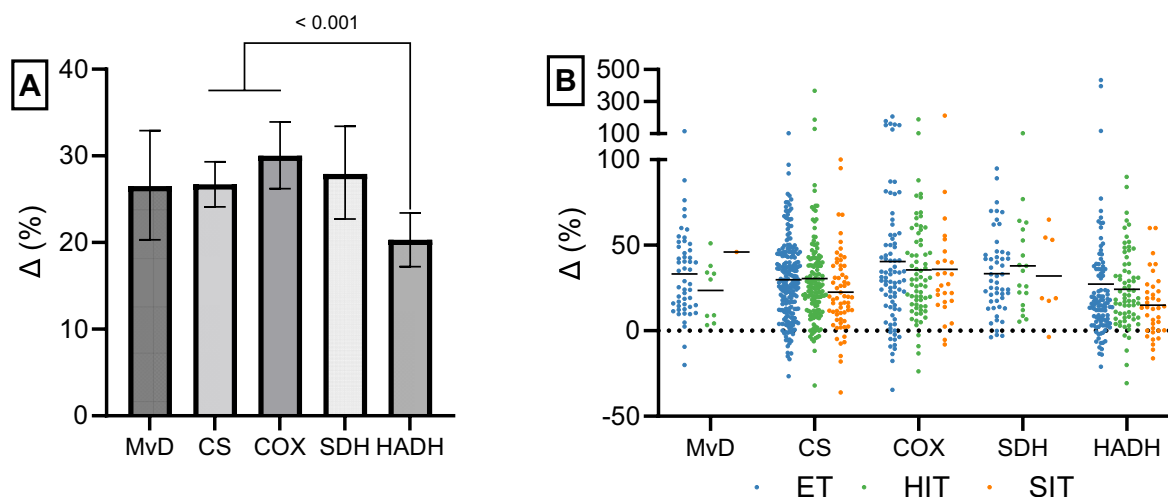 A
< 0.001
40
30
20
10
0
Δ (%)
MvD CS COX SDH HADH
B
500
300
100
100
50
0
-50
Δ (%)
MvD CS COX SDH HADH
ET HIT SIT